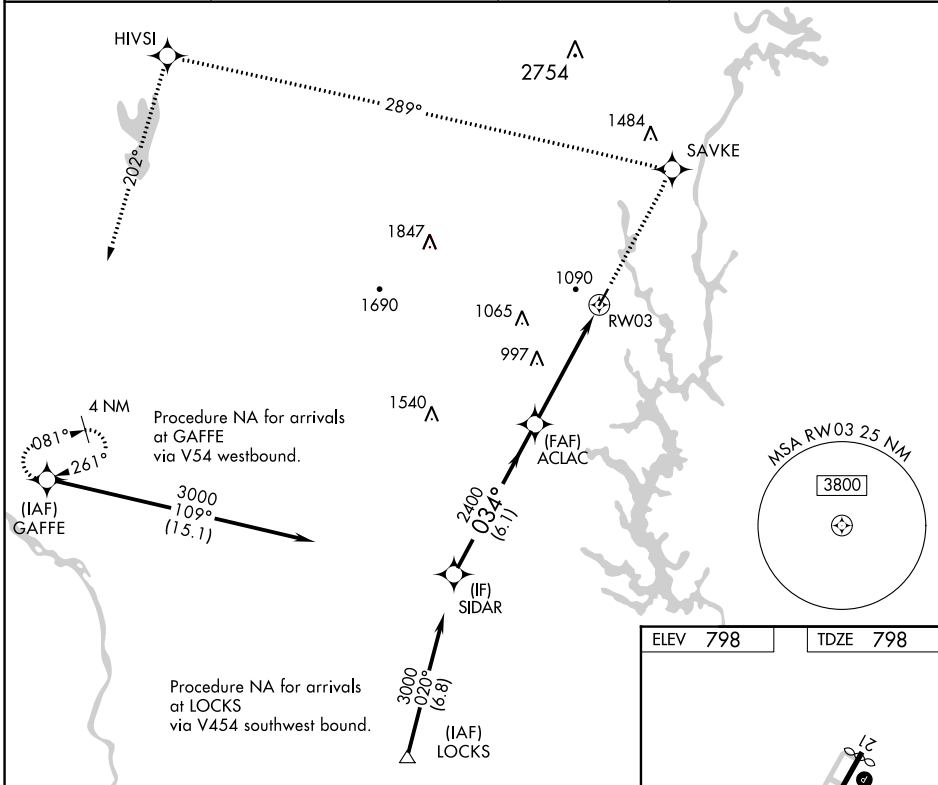 HIVSI
2754
289°
1484
SAVKE
202°
1847
1690
1090
1065
RW03
997
1540
4 NM
081°
261°
Procedure NA for arrivals
at GAFFE
via V54 westbound.
(IAF)
GAFFE
3000
109°
(15.1)
(FAF)
ACLAC
2400
034°
(6.1)
MSA RW03 25 NM
3800
(IF)
SIDAR
Procedure NA for arrivals
at LOCKS
via V454 southwest bound.
3000
020°
(6.8)
(IAF)
LOCKS
ELEV 798
TDZE 798
21
P